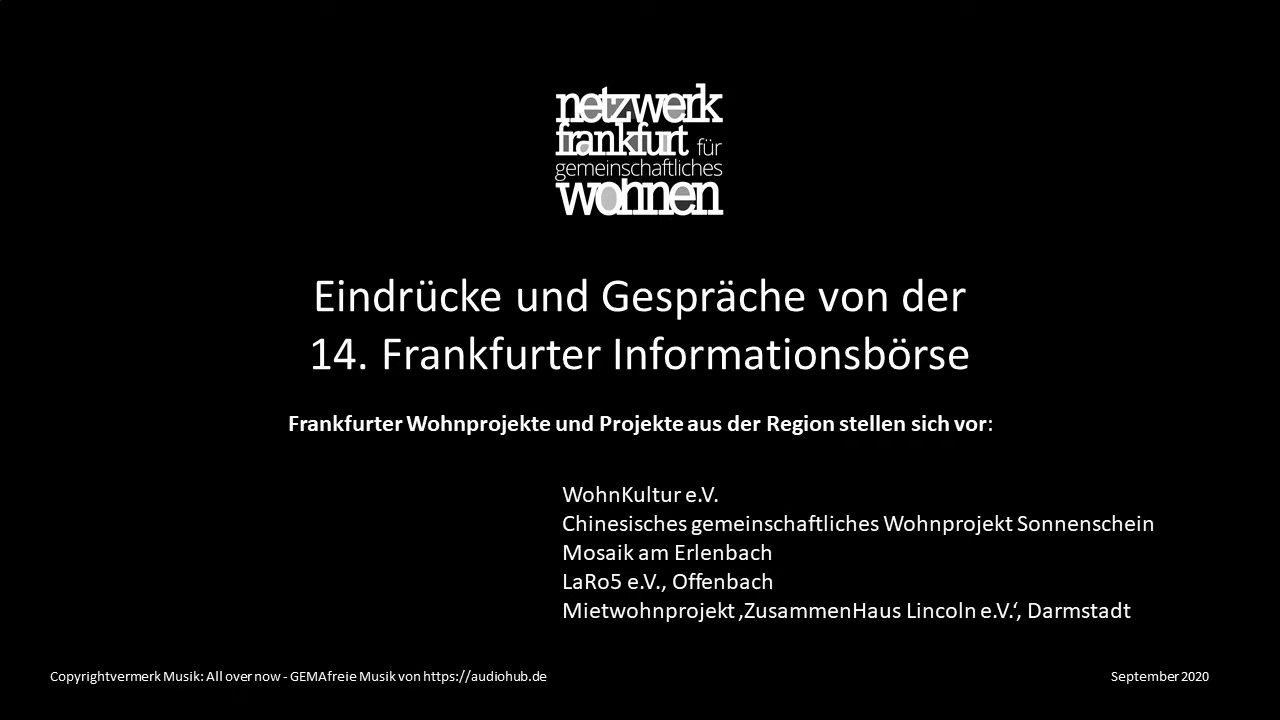 netzwerk
frankfurt für
gemeinschaftliches
wohnen
Eindrücke und Gespräche von der
14. Frankfurter Informationsbörse
Frankfurter Wohnprojekte und Projekte aus der Region stellen sich vor:
WohnKultur e.V.
Chinesisches gemeinschaftliches Wohnprojekt Sonnenschein
Mosaik am Erlenbach
LaRo5 e.V., Offenbach
Mietwohnprojekt ‚ZusammenHaus Lincoln e.V.‘, Darmstadt
Copyrightvermerk Musik: All over now - GEMAfreie Musik von https://audiohub.de
September 2020